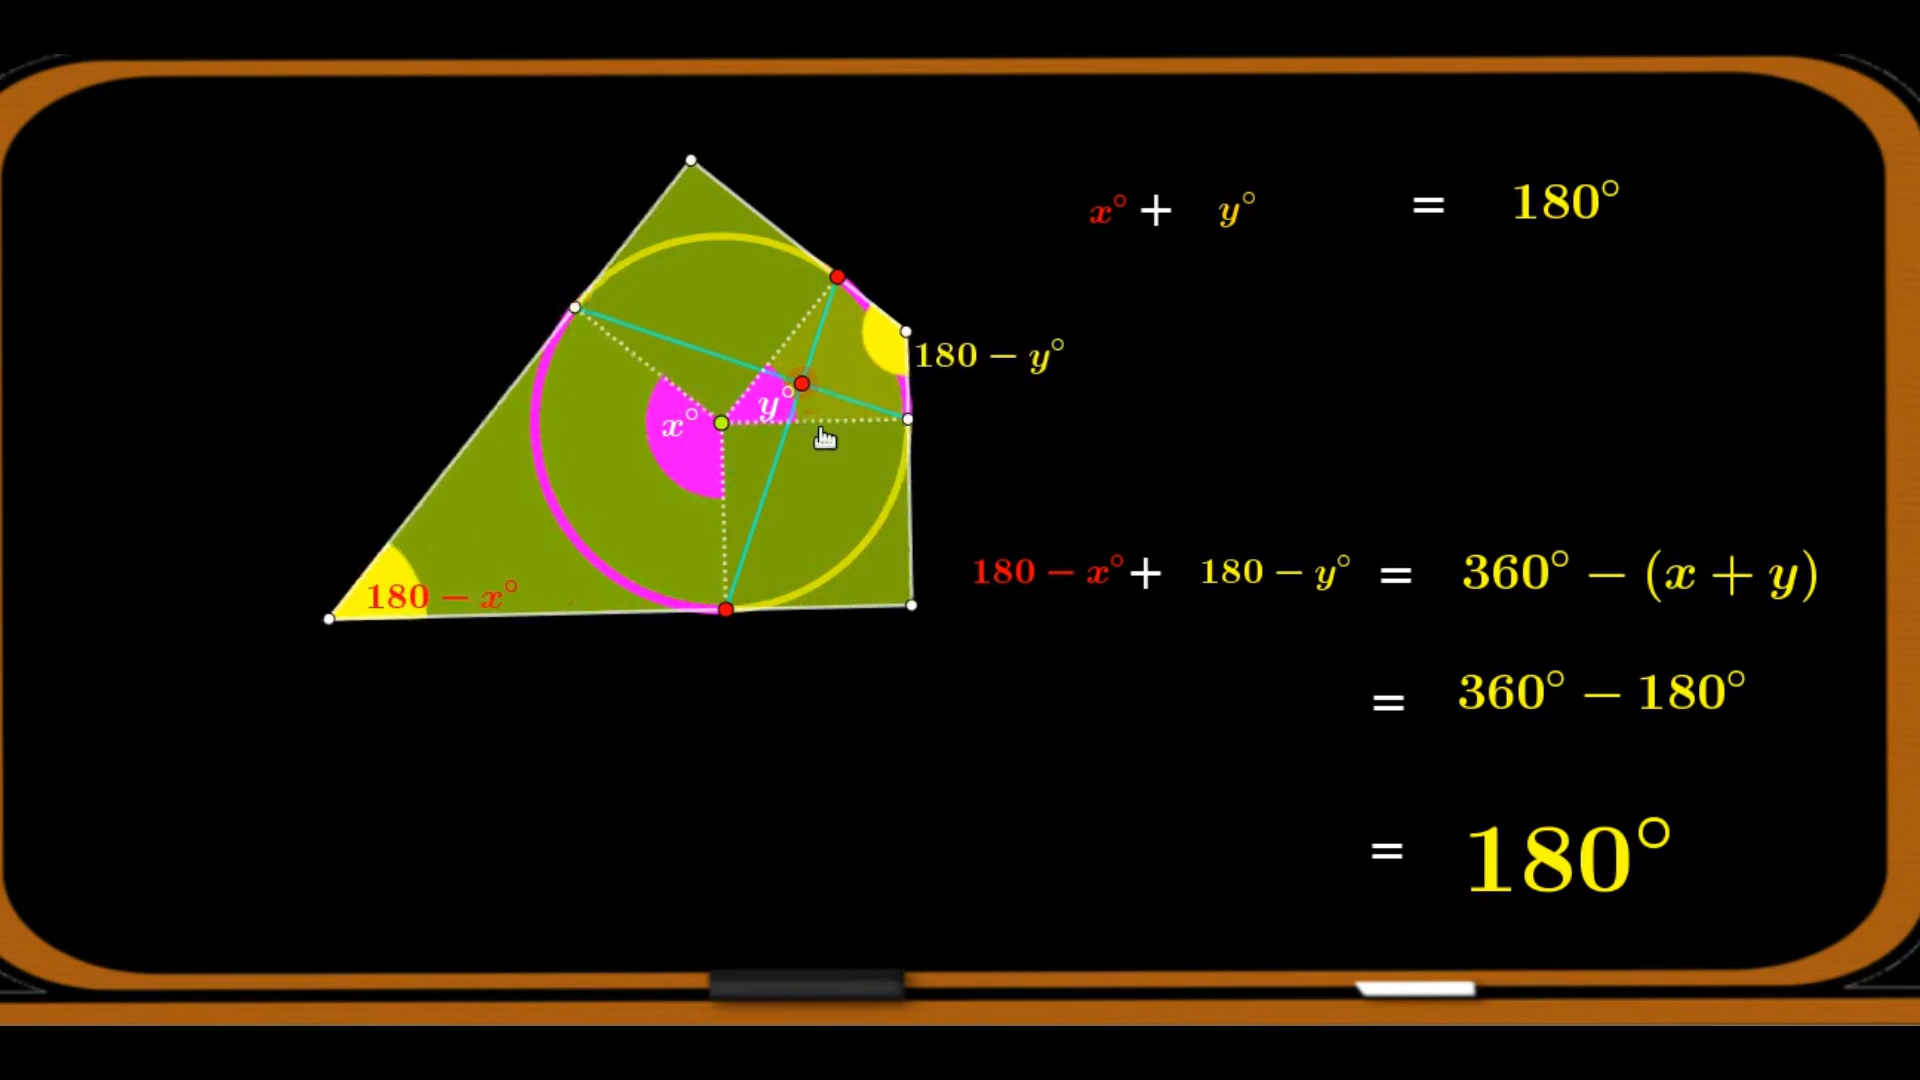 x° + y° = 180°
180 − y°
x°
y°
180 − x°
180 − x° + 180 − y° = 360° − (x + y)
= 360° − 180°
= 180°